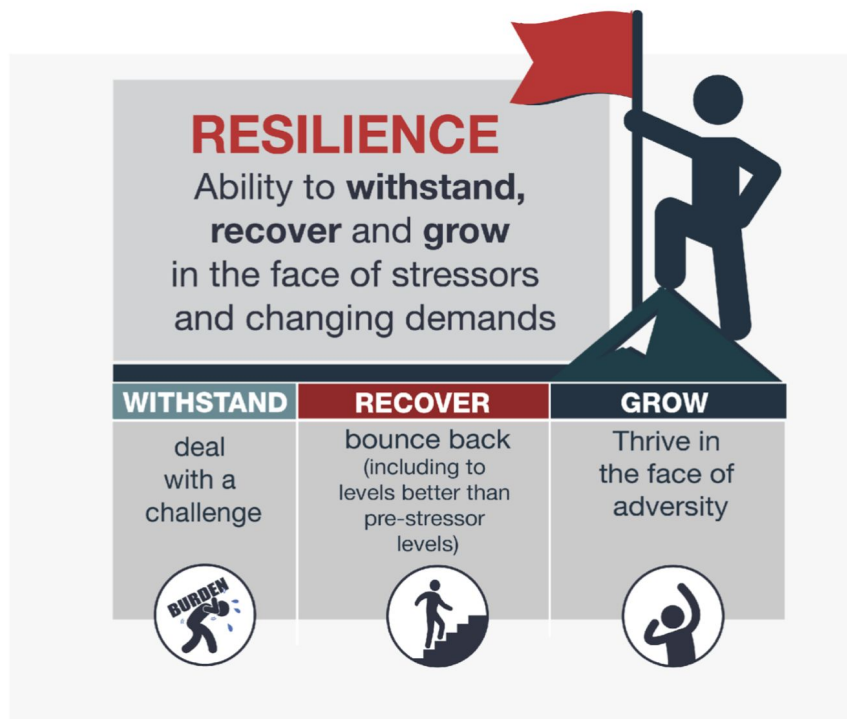 RESILIENCE
Ability to withstand,
recover and grow
in the face of stressors
and changing demands
WITHSTAND
deal
with a
challenge
BURDEN
RECOVER
bounce back
(including to
levels better than
pre-stressor
levels)
GROW
Thrive in
the face of
adversity